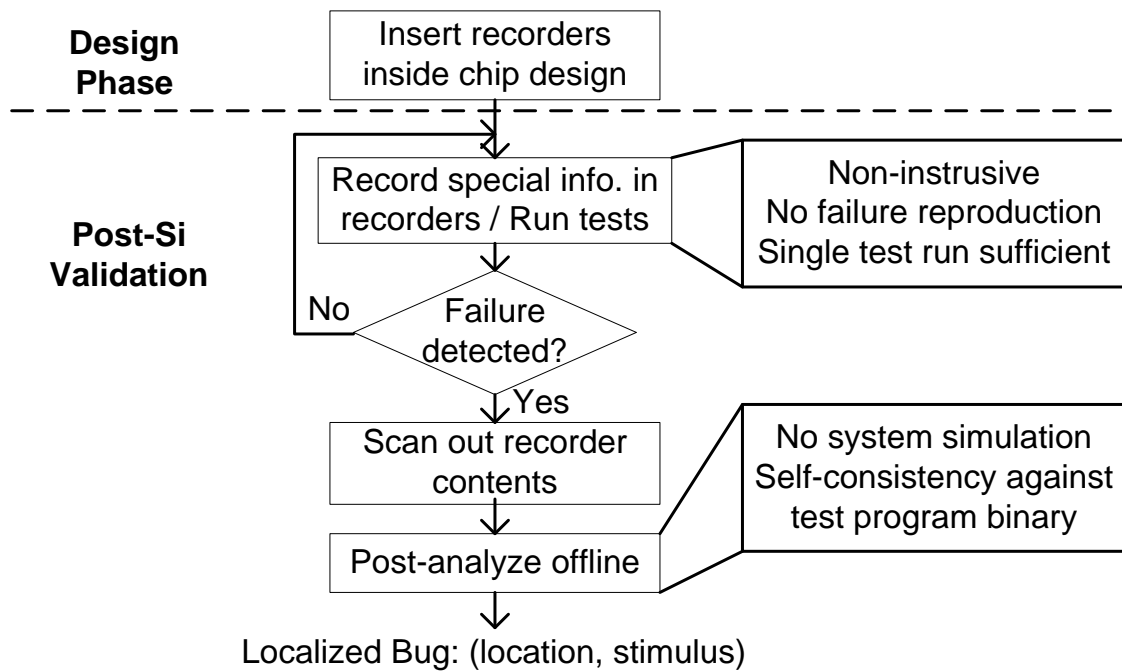 Design
Phase
Insert recorders
inside chip design
Post-Si
Validation
Record special info. in
recorders / Run tests
Non-instrusive
No failure reproduction
Single test run sufficient
No
Failure
detected?
Yes
Scan out recorder
contents
No system simulation
Self-consistency against
test program binary
Post-analyze offline
Localized Bug: (location, stimulus)